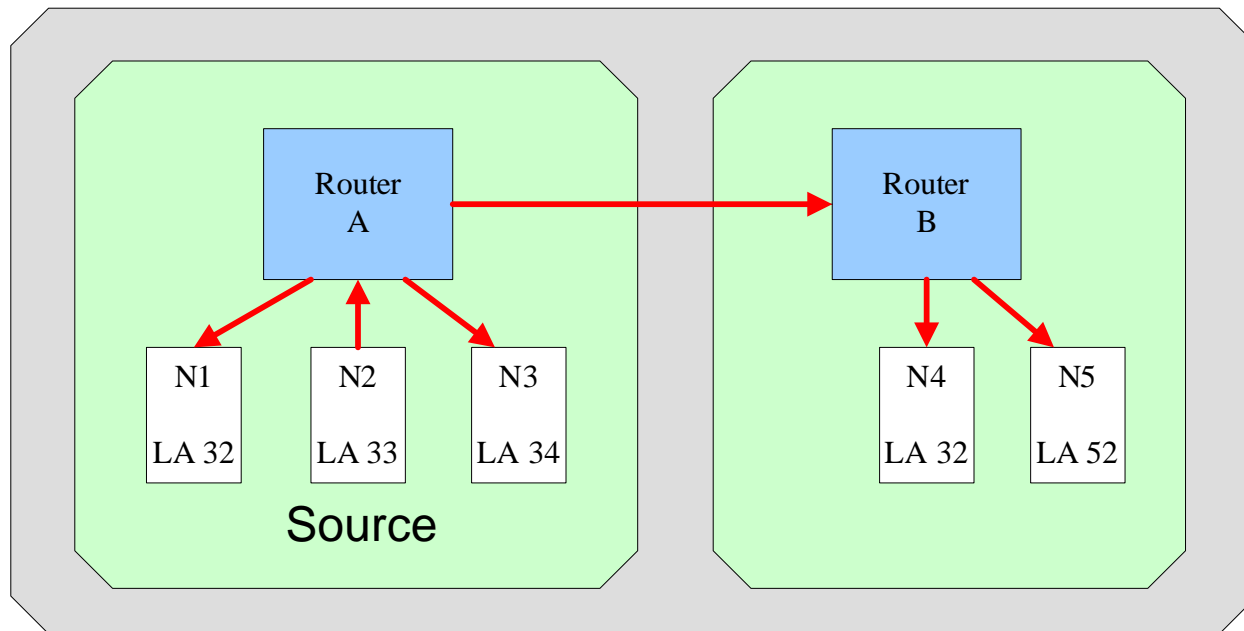 Router
A
Router
B
N1
LA 32
N2
LA 33
N3
LA 34
N4
LA 32
N5
LA 52
Source